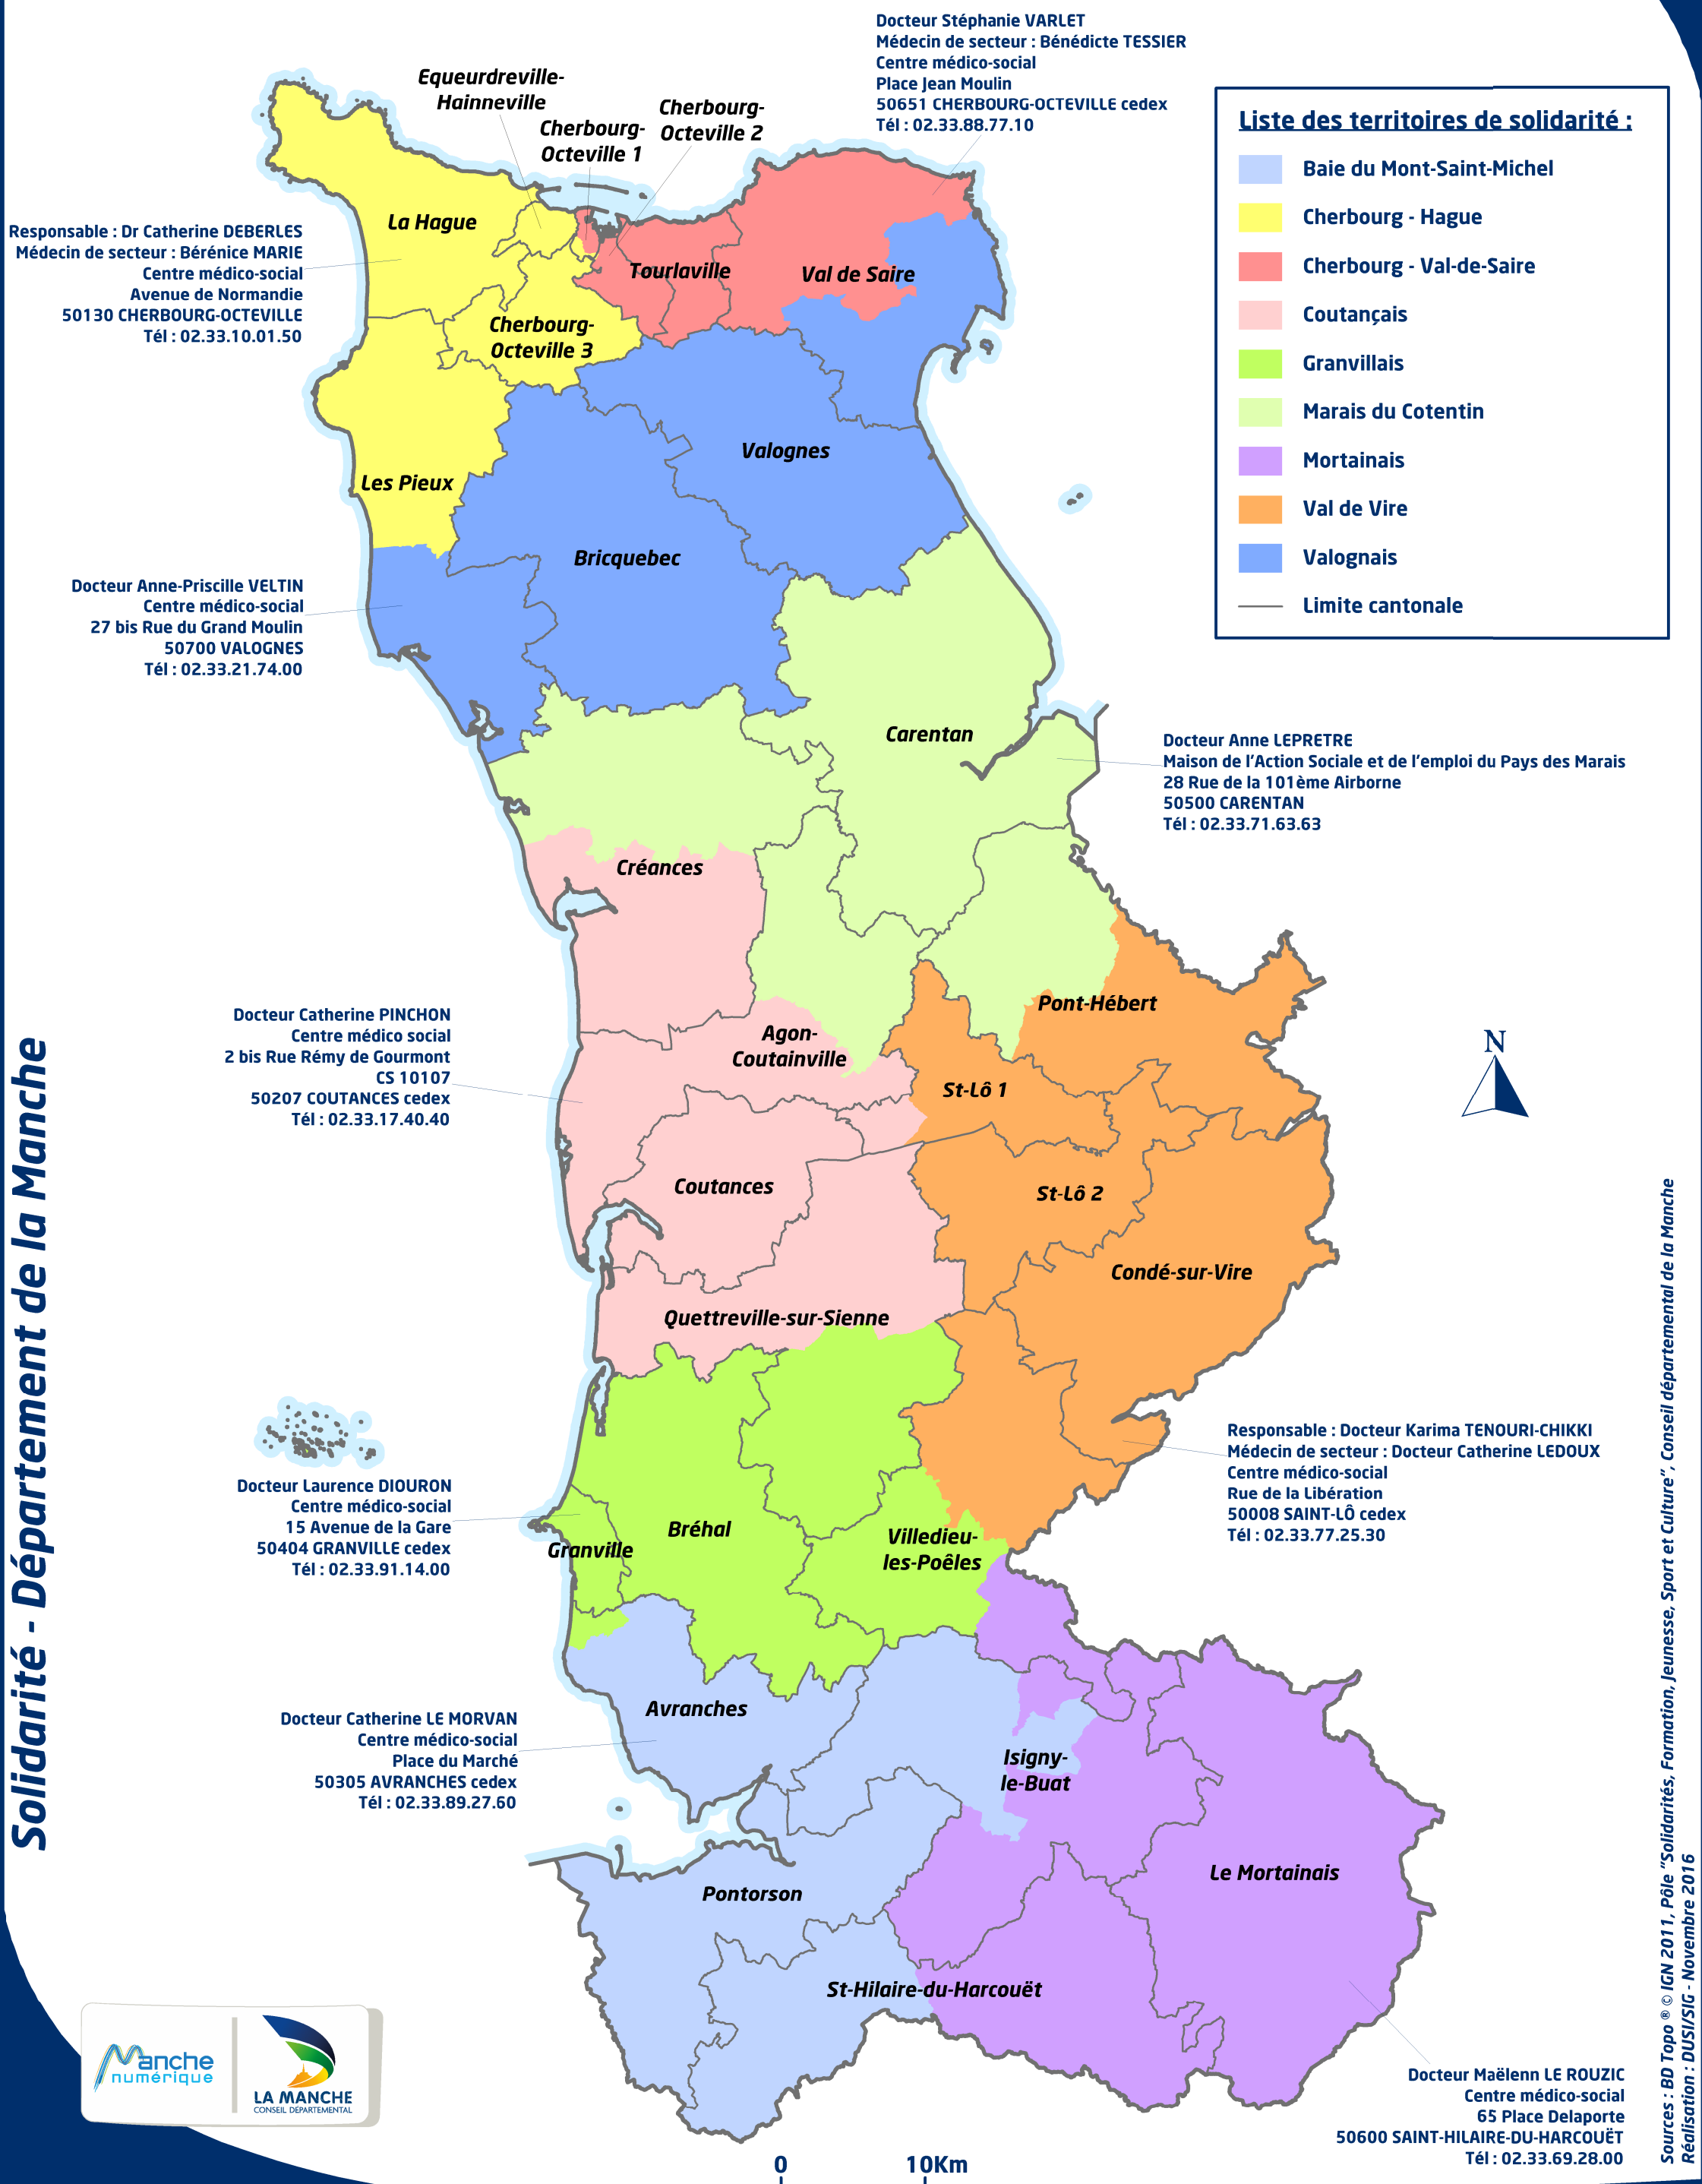 Docteur Stéphanie VARLET
Médecin de secteur : Bénédicte TESSIER
Centre médico-social
Place Jean Moulin
50651 CHERBOURG-OCTEVILLE cedex
Tél : 02.33.88.77.10
Equeurdreville-
Hainneville
Cherbourg-
Octeville 1
Cherbourg-
Octeville 2
Liste des territoires de solidarité :
Baie du Mont-Saint-Michel
Cherbourg - Hague
Cherbourg - Val-de-Saire
Coutançais
Granvillais
Marais du Cotentin
Mortainais
Val de Vire
Valognais
Limite cantonale
La Hague
Responsable : Dr Catherine DEBERLES
Médecin de secteur : Bérénice MARIE
Centre médico-social
Avenue de Normandie
50130 CHERBOURG-OCTEVILLE
Tél : 02.33.10.01.50
Tourlaville
Val de Saire
Cherbourg-
Octeville 3
Valognes
Les Pieux
Bricquebec
Docteur Anne-Priscille VELTIN
Centre médico-social
27 bis Rue du Grand Moulin
50700 VALOGNES
Tél : 02.33.21.74.00
Carentan
Docteur Anne LEPRETRE
Maison de l'Action Sociale et de l'emploi du Pays des Marais
28 Rue de la 101ème Airborne
50500 CARENTAN
Tél : 02.33.71.63.63
Créances
Pont-Hébert
Docteur Catherine PINCHON
Centre médico social
2 bis Rue Rémy de Gourmont
CS 10107
50207 COUTANCES cedex
Tél : 02.33.17.40.40
Agon-
Coutainville
St-Lô 1
N
Coutances
St-Lô 2
Condé-sur-Vire
Quettreville-sur-Sienne
Responsable : Docteur Karima TENOURI-CHIKKI
Médecin de secteur : Docteur Catherine LEDOUX
Centre médico-social
Rue de la Libération
50008 SAINT-LÔ cedex
Tél : 02.33.77.25.30
Docteur Laurence DIOURON
Centre médico-social
15 Avenue de la Gare
50404 GRANVILLE cedex
Tél : 02.33.91.14.00
Bréhal
Granville
Villedieu-
les-Poêles
Avranches
Docteur Catherine LE MORVAN
Centre médico-social
Place du Marché
50305 AVRANCHES cedex
Tél : 02.33.89.27.60
Isigny-
le-Buat
Le Mortainais
Pontorson
St-Hilaire-du-Harcouët
Docteur Maëlenn LE ROUZIC
Centre médico-social
65 Place Delaporte
50600 SAINT-HILAIRE-DU-HARCOUËT
Tél : 02.33.69.28.00
0 10Km
Solidarité - Département de la Manche
Manche
numérique
LA MANCHE
CONSEIL DÉPARTEMENTAL
Sources : BD Topo ® © IGN 2011, Pôle "Solidarités, Formation, Jeunesse, Sport et Culture", Conseil départemental de la Manche
Réalisation : DUSI/SIG - Novembre 2016